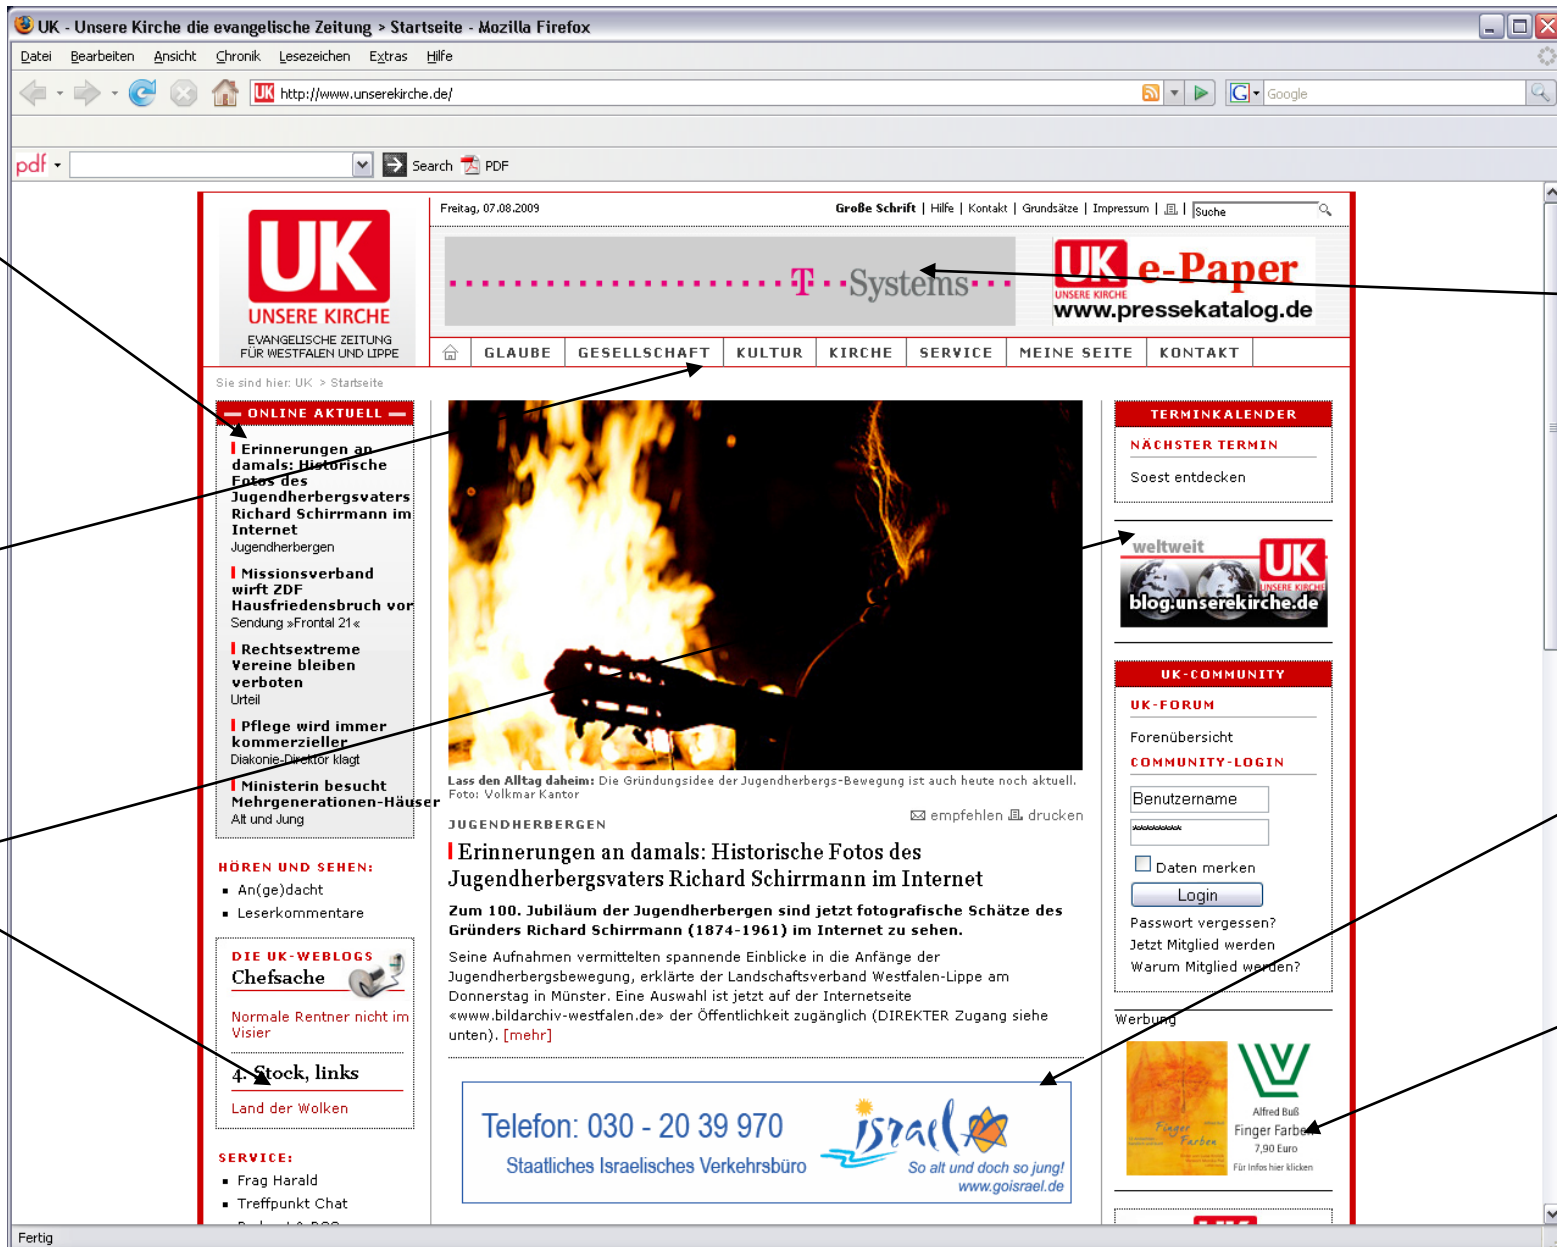 UK - Unsere Kirche die evangelische Zeitung > Startseite - Mozilla Firefox
Datei Bearbeiten Ansicht Chronik Lesezeichen Extras Hilfe
UK http://www.unserekirche.de/
G Google
pdf Search PDF
Freitag, 07.08.2009
Große Schrift | Hilfe | Kontakt | Grundsätze | Impressum | | Suche
UK
UNSERE KIRCHE
EVANGELISCHE ZEITUNG
FÜR WESTFALEN UND LIPPE
T Systems
UK e-Paper
UNSERE KIRCHE
www.pressekatalog.de
GLAUBE GESELLSCHAFT KULTUR KIRCHE SERVICE MEINE SEITE KONTAKT
Sie sind hier: UK > Startseite
ONLINE AKTUELL
Erinnerungen an
damals: Historische
Fotos des
Jugendherbergsvaters
Richard Schirrmann im
Internet
Jugendherbergen
Missionsverband
wirft ZDF
Hausfriedensbruch vor
Sendung »Frontal 21«
Rechtsextreme
Vereine bleiben
verboten
Urteil
Pflege wird immer
kommerzieller
Diakonie-Direktor klagt
Ministerin besucht
Mehrgenerationen-Häuser
Alt und Jung
HÖREN UND SEHEN:
An(ge)dacht
Leserkommentare
DIE UK-WEBLOGS
Chefsache
Normale Rentner nicht im
Visier
4. Stock, links
Land der Wolken
SERVICE:
Frag Harald
Treffpunkt Chat
Lass den Alltag daheim: Die Gründungsidee der Jugendherbergs-Bewegung ist auch heute noch aktuell.
Foto: Volkmar Kantor
empfehlen drucken
JUGENDHERBERGEN
Erinnerungen an damals: Historische Fotos des
Jugendherbergsvaters Richard Schirrmann im Internet
Zum 100. Jubiläum der Jugendherbergen sind jetzt fotografische Schätze des
Gründers Richard Schirrmann (1874-1961) im Internet zu sehen.
Seine Aufnahmen vermittelten spannende Einblicke in die Anfänge der
Jugendherbergsbewegung, erklärte der Landschaftsverband Westfalen-Lippe am
Donnerstag in Münster. Eine Auswahl ist jetzt auf der Internetseite
«www.bildarchiv-westfalen.de» der Öffentlichkeit zugänglich (DIREKTER Zugang siehe
unten). [mehr]
Telefon: 030 - 20 39 970
Staatliches Israelisches Verkehrsbüro
israel
So alt und doch so jung!
www.goisrael.de
TERMINKALENDER
NÄCHSTER TERMIN
Soest entdecken
weltweit
UK
UNSERE KIRCHE
blog.unserekirche.de
UK-COMMUNITY
UK-FORUM
Forenübersicht
COMMUNITY-LOGIN
Benutzername
**********
Daten merken
Login
Passwort vergessen?
Jetzt Mitglied werden
Warum Mitglied werden?
Werbung
Finger
Farben
Alfred Buß
Finger Farben
7,90 Euro
Für Infos hier klicken
Fertig